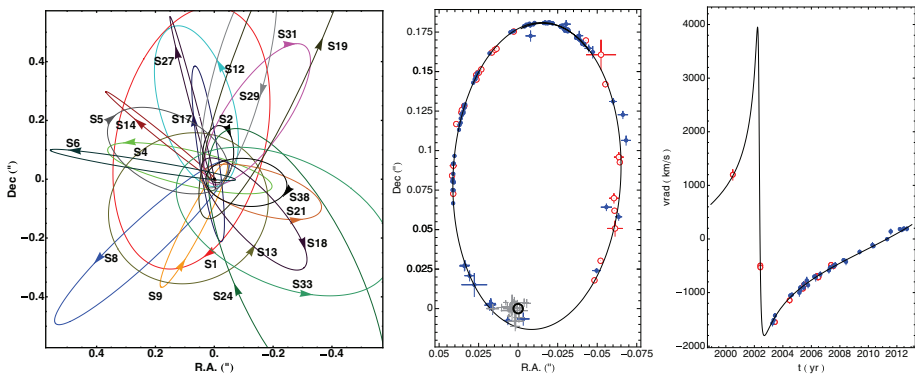 Dec (")
0.4
0.2
0.
−0.2
−0.4
S31
S19
S27
S12
S29
S5
S14
S17
S2
S6
S4
S38
S21
S18
S8
S1
S13
S9
S24
S33
0.4 0.2 0. −0.2 −0.4
R.A. (")
Dec (")
0.175
0.15
0.125
0.1
0.075
0.05
0.025
0
0.05 0.025 0 −0.025 −0.05 −0.075
R.A. (")
vrad ( km/s )
4000
3000
2000
1000
0
−1000
−2000
2000 2002 2004 2006 2008 2010 2012
t ( yr )